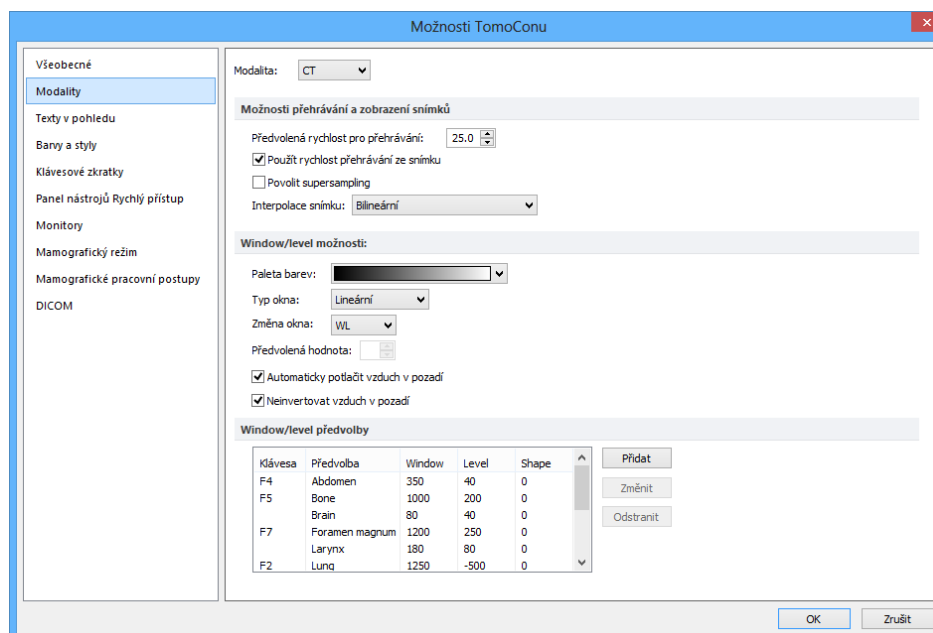 Možnosti TomoConu
Všeobecné
Modality
Texty v pohledu
Barvy a styly
Klávesové zkratky
Panel nástrojů Rychlý přístup
Monitory
Mamografický režim
Mamografické pracovní postupy
DICOM
Modalita: CT
Možnosti přehrávání a zobrazení snímků
Předvolená rychlost pro přehrávání: 25.0
Použít rychlost přehrávání ze snímku
Povolit supersampling
Interpolace snímku: Bilineární
Window/level možnosti:
Paleta barev:
Typ okna: Lineární
Změna okna: WL
Předvolená hodnota:
Automaticky potlačit vzduch v pozadí
Neinvertovat vzduch v pozadí
Window/level předvolby
Klávesa Předvolba Window Level Shape
F4 Abdomen 350 40 0
F5 Bone 1000 200 0
Brain 80 40 0
F7 Foramen magnum 1200 250 0
Larynx 180 80 0
F2 Lung 1250 -500 0
Přidat
Změnit
Odstranit
OK Zrušit